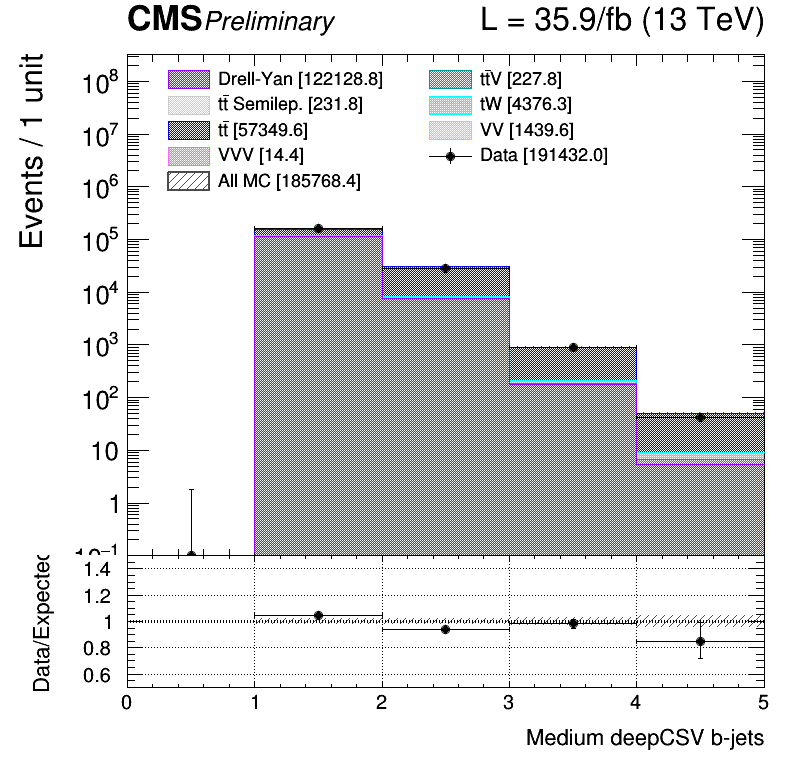 CMS Preliminary L = 35.9/fb (13 TeV)
Events / 1 unit
Drell-Yan [122128.8]
tt̄V [227.8]
tt̄ Semilep. [231.8]
tW [4376.3]
tt̄ [57349.6]
VV [1439.6]
VVV [14.4]
Data [191432.0]
All MC [185768.4]
10⁸
10⁷
10⁶
10⁵
10⁴
10³
10²
10
1
10⁻¹
Data/Expected
1.4
1.2
1
0.8
0.6
0 1 2 3 4 5
Medium deepCSV b-jets